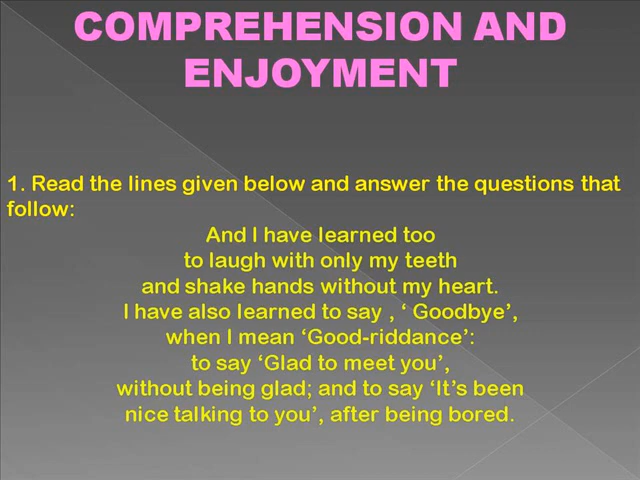 COMPREHENSION AND
ENJOYMENT
1. Read the lines given below and answer the questions that
follow:
And I have learned too
to laugh with only my teeth
and shake hands without my heart.
I have also learned to say , ‘ Goodbye’,
when I mean ‘Good-riddance’:
to say ‘Glad to meet you’,
without being glad; and to say ‘It’s been
nice talking to you’, after being bored.